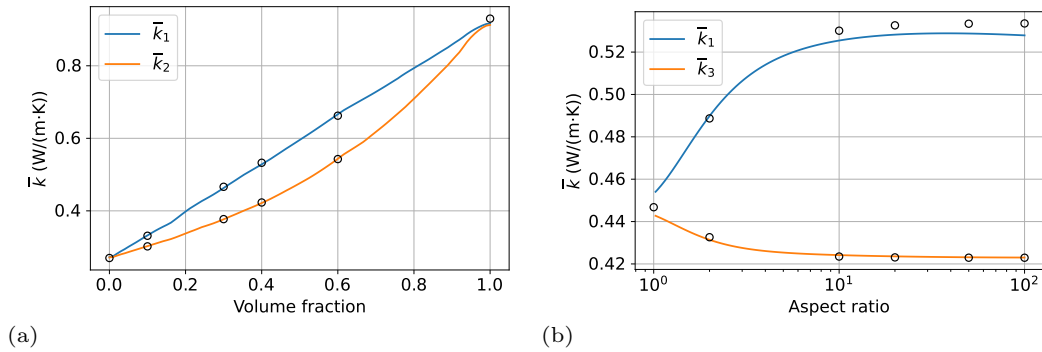 k̅₁
k̅₂
k̅ (W/(m·K))
0.8
0.6
0.4
0.0 0.2 0.4 0.6 0.8 1.0
Volume fraction
(a)
k̅₁
k̅₃
k̅ (W/(m·K))
0.52
0.50
0.48
0.46
0.44
0.42
10⁰ 10¹ 10²
Aspect ratio
(b)